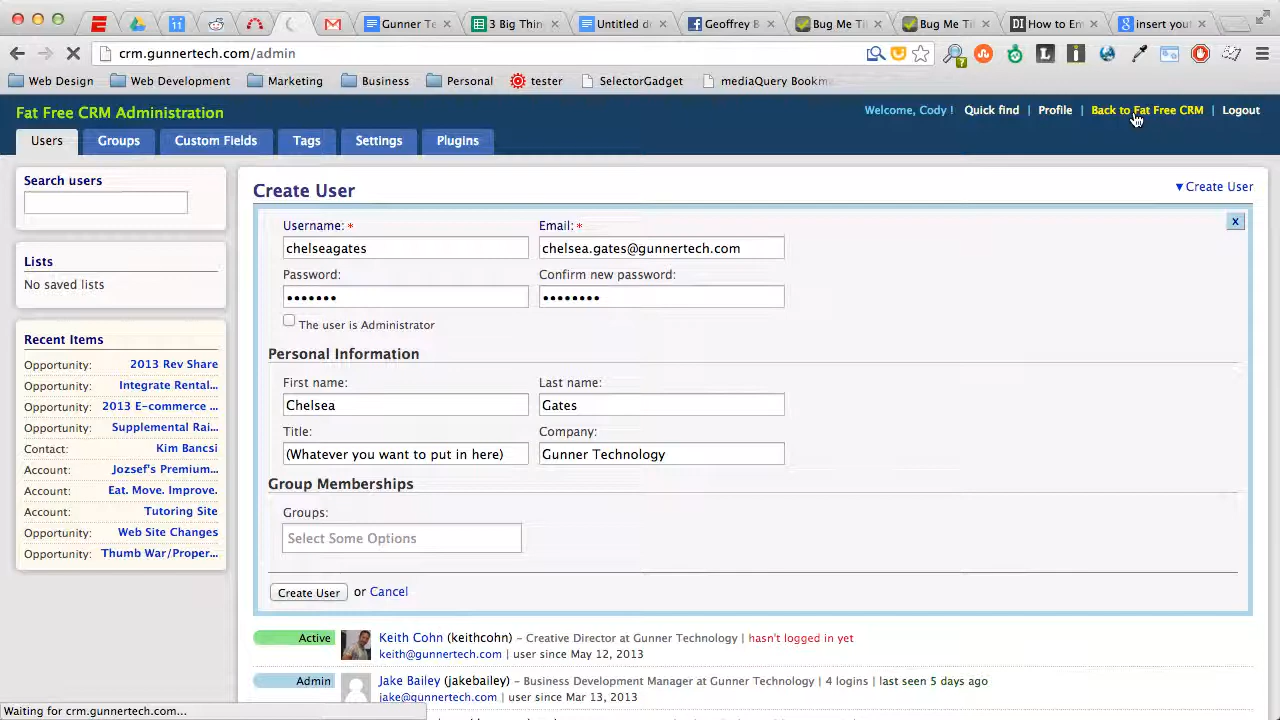 Gunner Te
3 Big Thin
Untitled d
Geoffrey B
Bug Me T
Bug Me T
How to Em
insert you
crm.gunnertech.com/admin
Web Design
Web Development
Marketing
Business
Personal
tester
SelectorGadget
mediaQuery Bookma
Fat Free CRM Administration
Welcome, Cody ! Quick find | Profile | Back to Fat Free CRM | Logout
Users
Groups
Custom Fields
Tags
Settings
Plugins
Search users
Lists
No saved lists
Recent Items
Opportunity: 2013 Rev Share
Opportunity: Integrate Rental...
Opportunity: 2013 E-commerce ...
Opportunity: Supplemental Rai...
Contact: Kim Bancsi
Account: Jozsef's Premium...
Account: Eat. Move. Improve.
Account: Tutoring Site
Opportunity: Web Site Changes
Opportunity: Thumb War/Proper...
Create User
▼Create User
x
Username: * Email: *
chelseagates chelsea.gates@gunnertech.com
Password: Confirm new password:
••••••• ••••••••
The user is Administrator
Personal Information
First name: Last name:
Chelsea Gates
Title: Company:
(Whatever you want to put in here) Gunner Technology
Group Memberships
Groups:
Select Some Options
Create User or Cancel
Active Keith Cohn (keithcohn) – Creative Director at Gunner Technology | hasn't logged in yet
keith@gunnertech.com | user since May 12, 2013
Admin Jake Bailey (jakebailey) – Business Development Manager at Gunner Technology | 4 logins | last seen 5 days ago
jake@gunnertech.com | user since Mar 13, 2013
Waiting for crm.gunnertech.com...